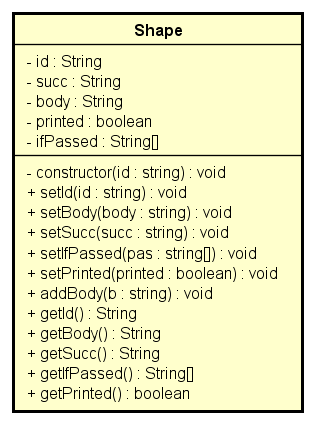 Shape
- id : String
- succ : String
- body : String
- printed : boolean
- ifPassed : String[]
- constructor(id : string) : void
+ setId(id : string) : void
+ setBody(body : string) : void
+ setSucc(succ : string) : void
+ setIfPassed(pas : string[]) : void
+ setPrinted(printed : boolean) : void
+ addBody(b : string) : void
+ getId() : String
+ getBody() : String
+ getSucc() : String
+ getIfPassed() : String[]
+ getPrinted() : boolean